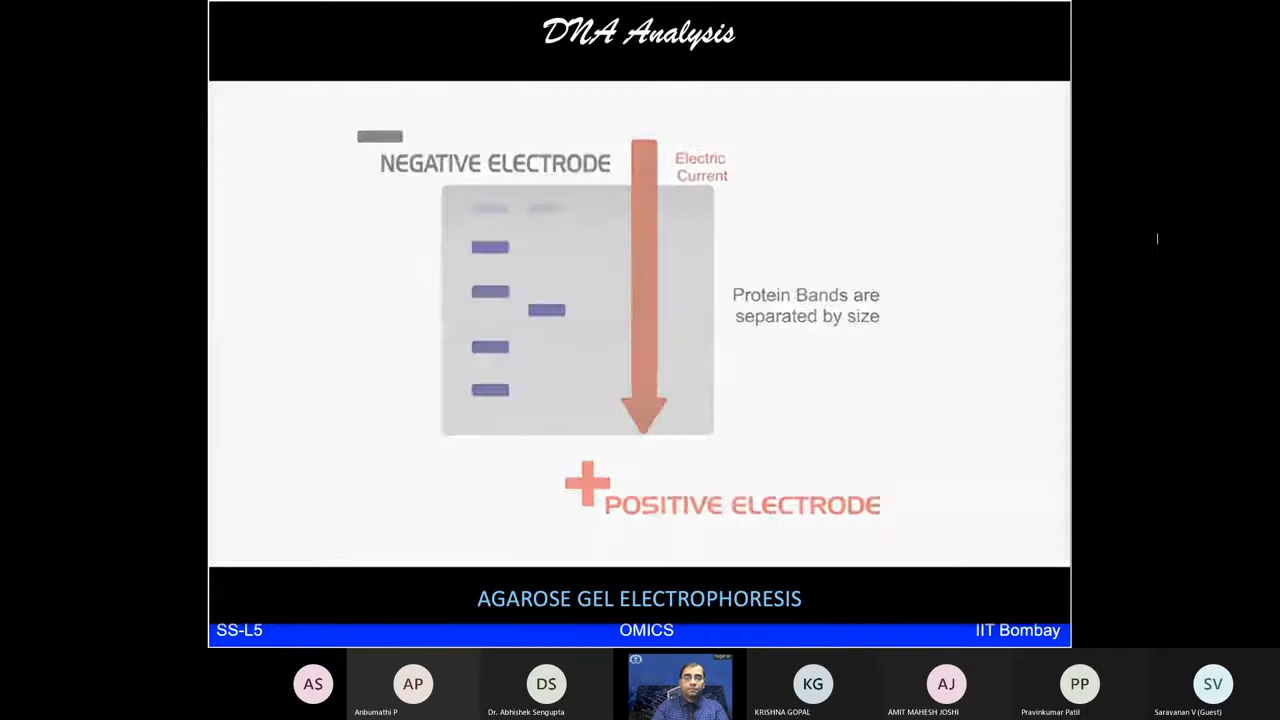 DNA Analysis
NEGATIVE ELECTRODE
Electric
Current
Protein Bands are
separated by size
POSITIVE ELECTRODE
AGAROSE GEL ELECTROPHORESIS
SS-L5 OMICS IIT Bombay
AS AP DS KG AJ PP SV
Anbumathi P Dr. Abhishek Sengupta KRISHNA GOPAL AMIT MAHESH JOSHI Pravinkumar Patil Saravanan V (Guest)